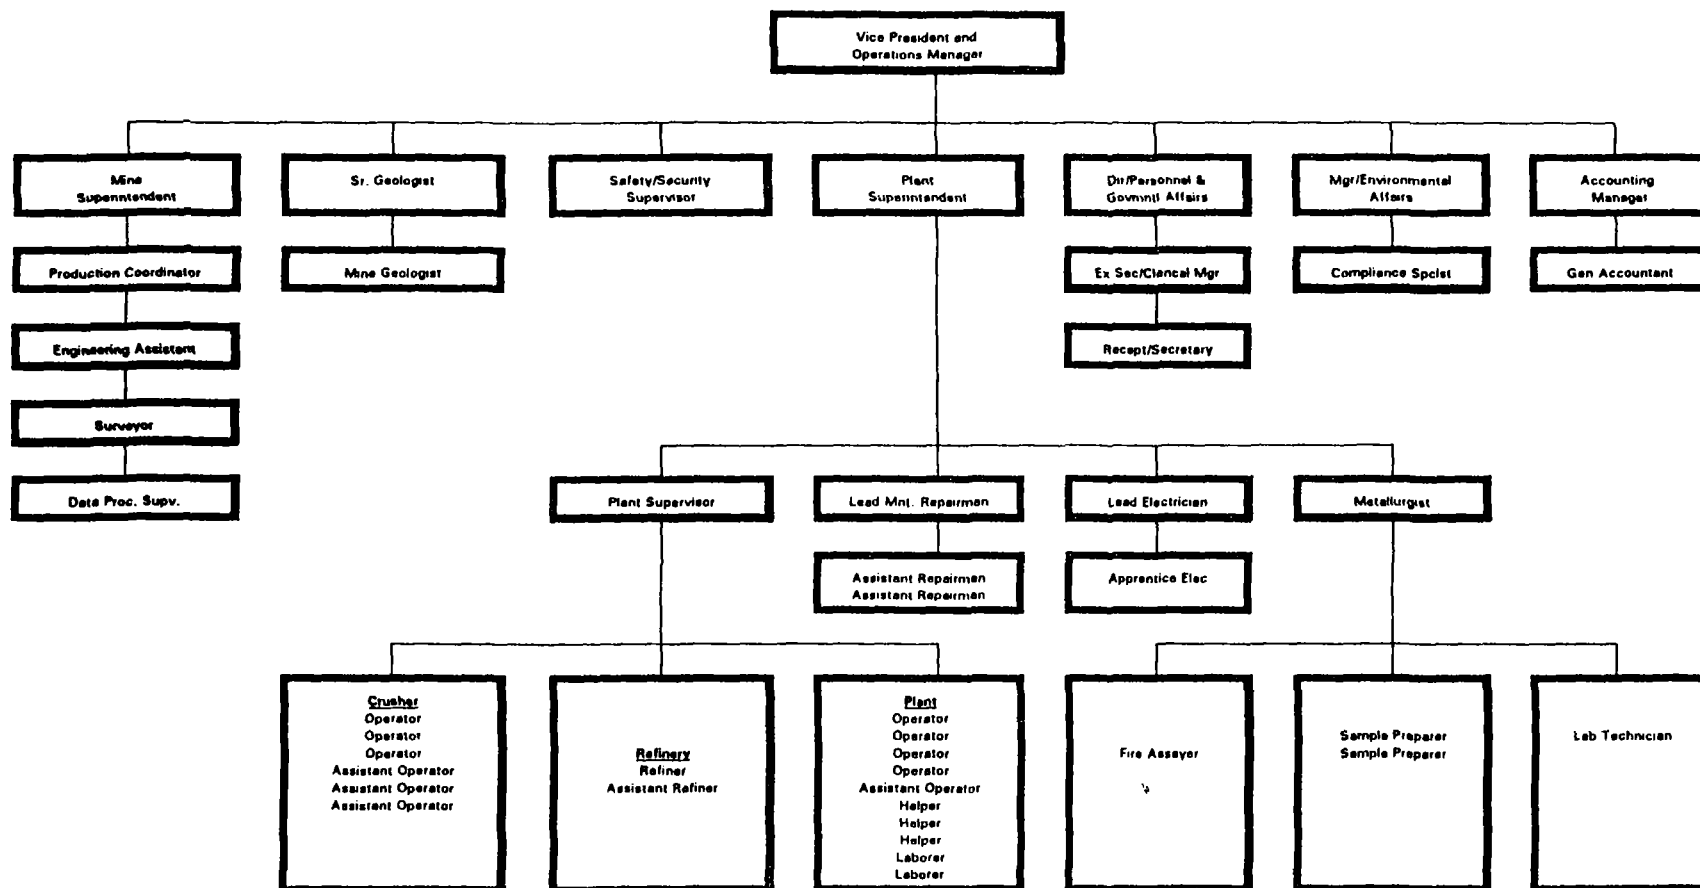 Vice President and
Operations Manager
Mine
Superintendent
Sr. Geologist
Safety/Security
Supervisor
Plant
Superintendent
Dir/Personnel &
Govmntl Affairs
Mgr/Environmental
Affairs
Accounting
Manager
Production Coordinator
Mine Geologist
Ex Sec/Clerical Mgr
Compliance Spclst
Gen Accountant
Engineering Assistant
Recept/Secretary
Surveyor
Data Proc. Supv.
Plant Supervisor
Lead Mnt. Repairman
Lead Electrician
Metallurgist
Assistant Repairman
Assistant Repairman
Apprentice Elec
Crusher
Operator
Operator
Operator
Assistant Operator
Assistant Operator
Assistant Operator
Refinery
Refiner
Assistant Refiner
Plant
Operator
Operator
Operator
Operator
Assistant Operator
Helper
Helper
Helper
Laborer
Laborer
Fire Assayer
Sample Preparer
Sample Preparer
Lab Technician